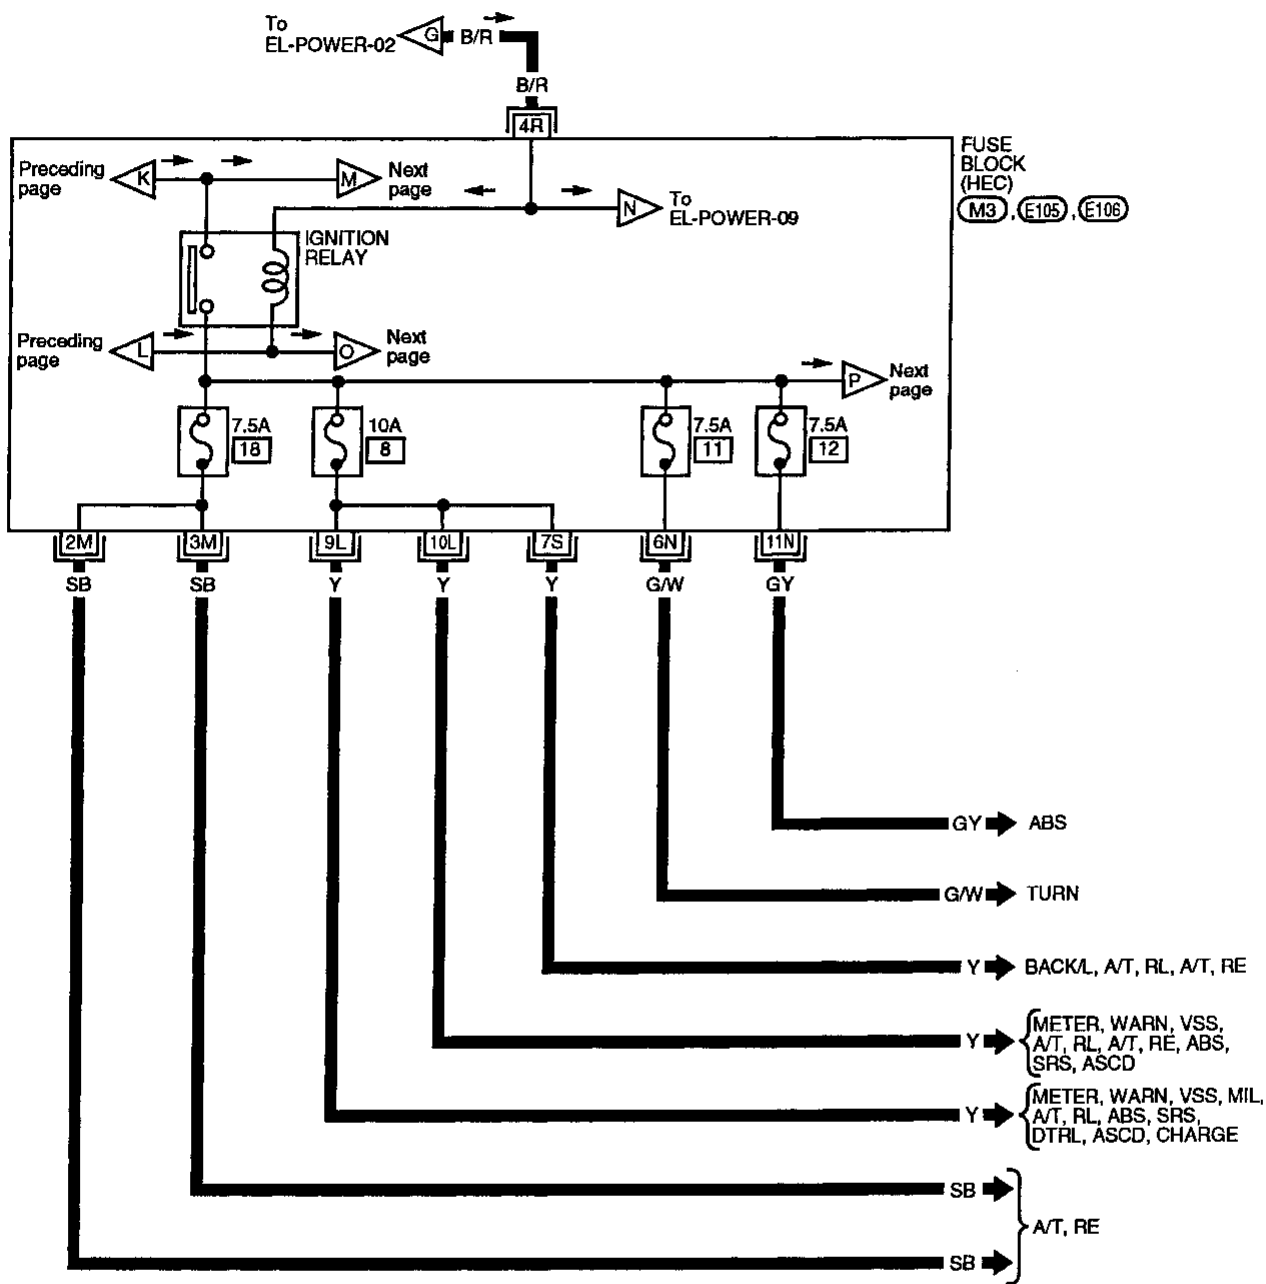 To
EL-POWER-02
G
B/R
B/R
4R
FUSE
BLOCK
(HEC)
M3, E105, E106
Preceding
page
K
M
Next
page
N
To
EL-POWER-09
IGNITION
RELAY
Preceding
page
L
O
Next
page
P
Next
page
7.5A
18
10A
8
7.5A
11
7.5A
12
2M
3M
9L
10L
7S
6N
11N
SB
SB
Y
Y
Y
G/W
GY
GY
ABS
G/W
TURN
Y
BACK/L, A/T, RL, A/T, RE
Y
METER, WARN, VSS,
A/T, RL, A/T, RE, ABS,
SRS, ASCD
Y
METER, WARN, VSS, MIL,
A/T, RL, ABS, SRS,
DTRL, ASCD, CHARGE
SB
A/T, RE
SB